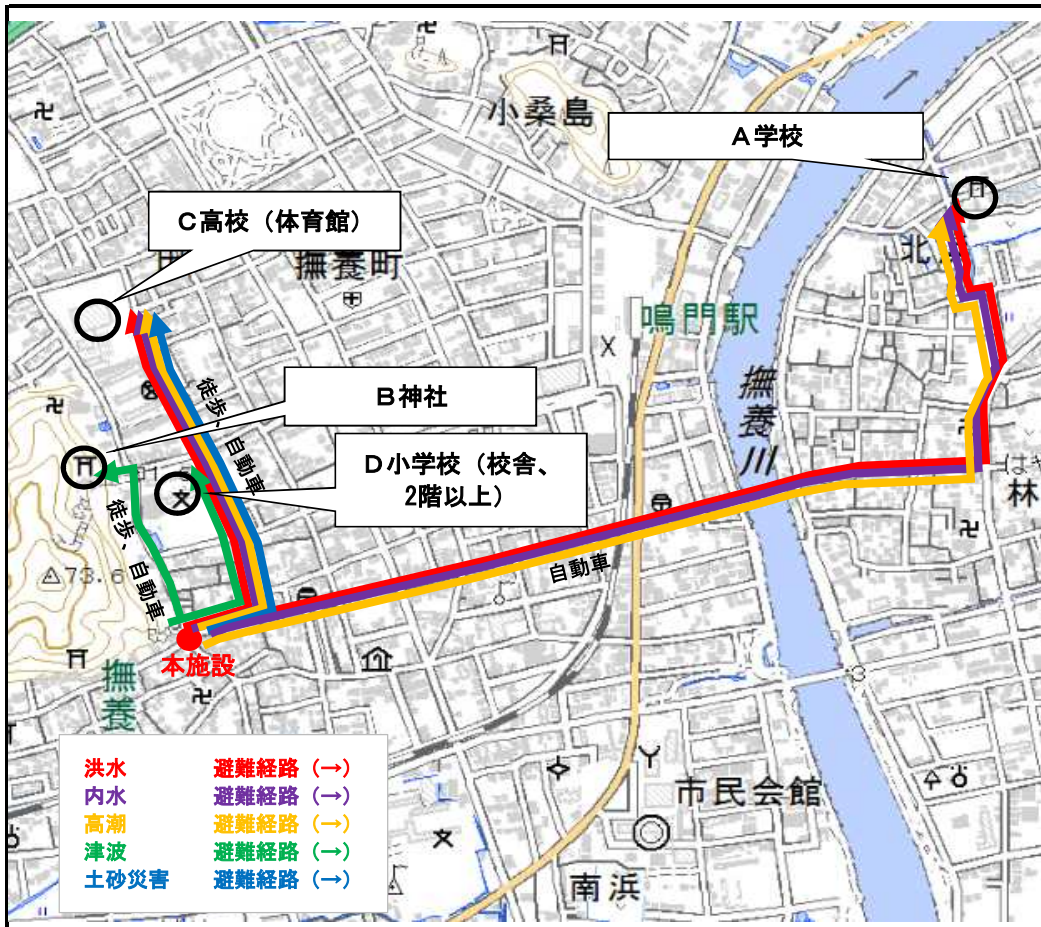 小桑島
A学校
C高校（体育館）
撫養町
北
鳴門駅
B神社
撫養川
徒歩、自動車
D小学校（校舎、
2階以上）
林
徒歩、自動車
73.6
自動車
本施設
撫養
市民会館
南浜
洪水 避難経路（→）
内水 避難経路（→）
高潮 避難経路（→）
津波 避難経路（→）
土砂災害 避難経路（→）